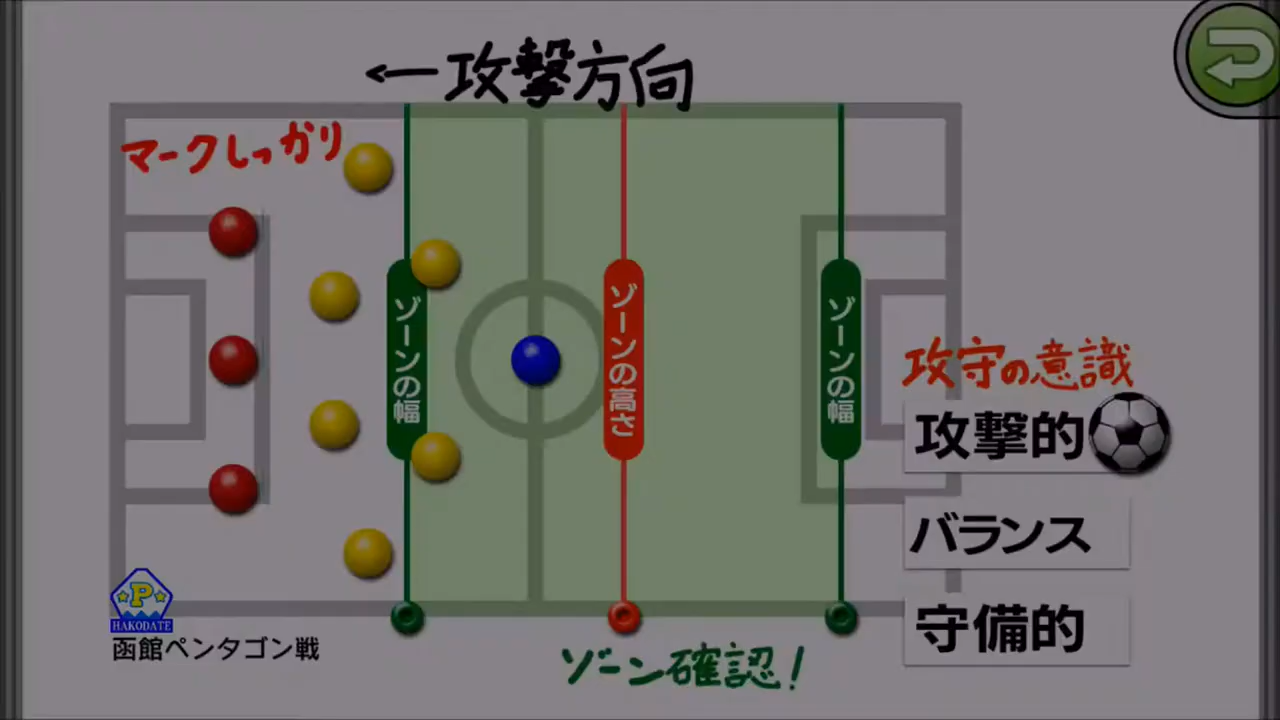 ←攻撃方向
マークしっかり
ゾーンの幅
ゾーンの高さ
ゾーンの幅
攻守の意識
攻撃的
バランス
守備的
P
HAKODATE
函館ペンタゴン戦
ゾーン確認!